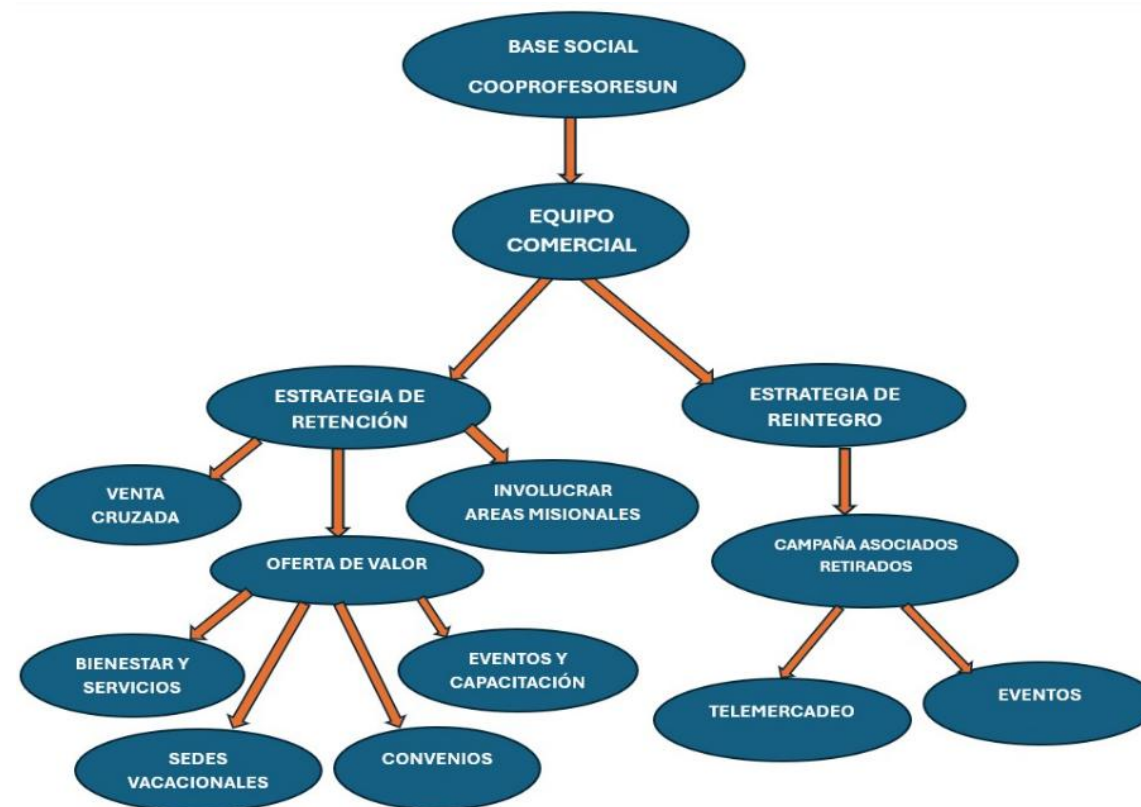 BASE SOCIAL
COOPROFESORESUN
EQUIPO
COMERCIAL
ESTRATEGIA DE
RETENCIÓN
ESTRATEGIA DE
REINTEGRO
VENTA
CRUZADA
INVOLUCRAR
AREAS MISIONALES
OFERTA DE VALOR
CAMPAÑA ASOCIADOS
RETIRADOS
BIENESTAR Y
SERVICIOS
EVENTOS Y
CAPACITACIÓN
SEDES
VACACIONALES
CONVENIOS
TELEMERCADEO
EVENTOS